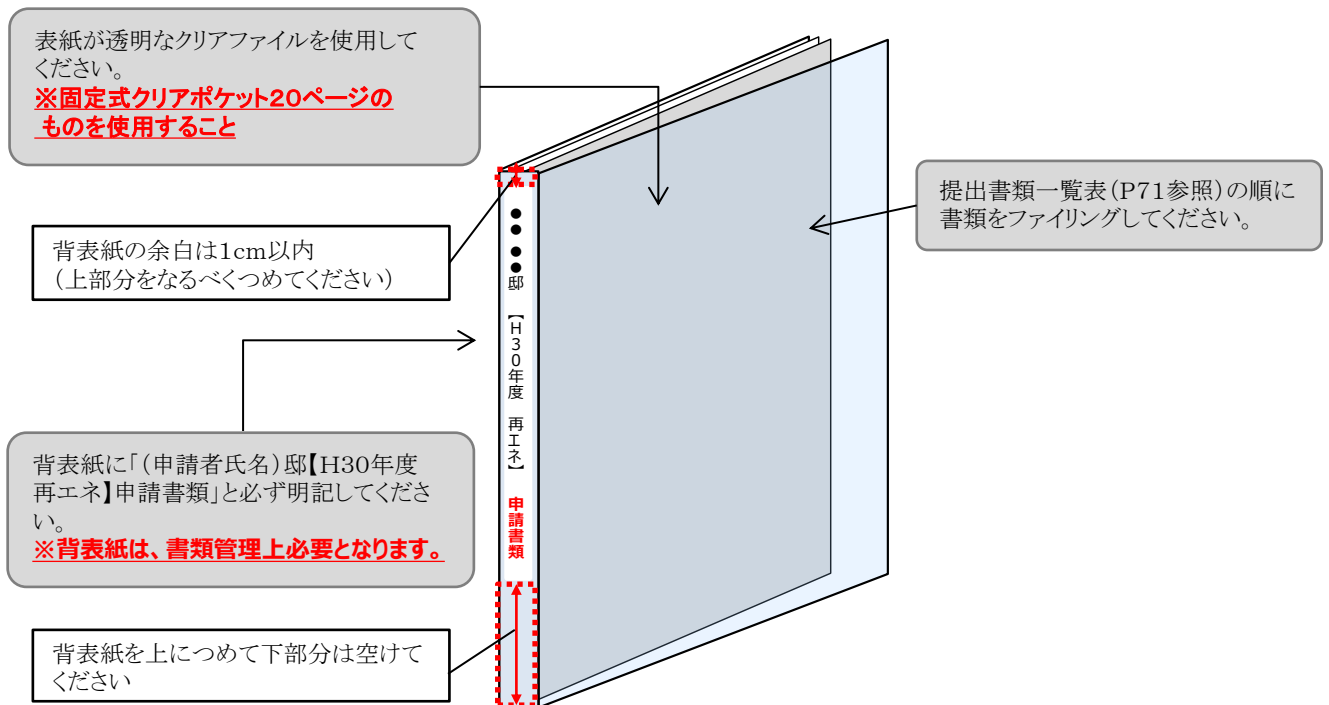 表紙が透明なクリアファイルを使用して
ください。
※固定式クリアポケット20ページの
ものを使用すること
背表紙の余白は1cm以内
(上部分をなるべくつめてください)
背表紙に「(申請者氏名)邸【H30年度
再エネ】申請書類」と必ず明記してくださ
い。
※背表紙は、書類管理上必要となります。
背表紙を上につめて下部分は空けて
ください
●●●●邸 【H30年度 再エネ】 申請書類
提出書類一覧表(P71参照)の順に
書類をファイリングしてください。